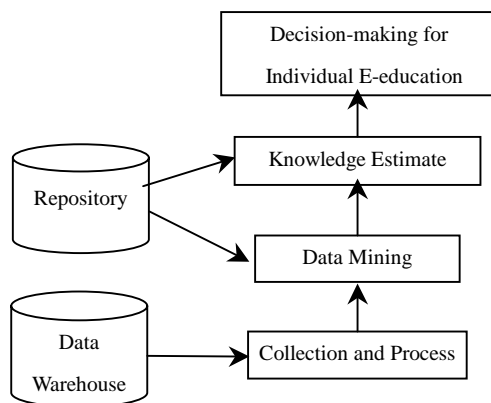 Decision-making for
Individual E-education
Knowledge Estimate
Repository
Data Mining
Data
Warehouse
Collection and Process